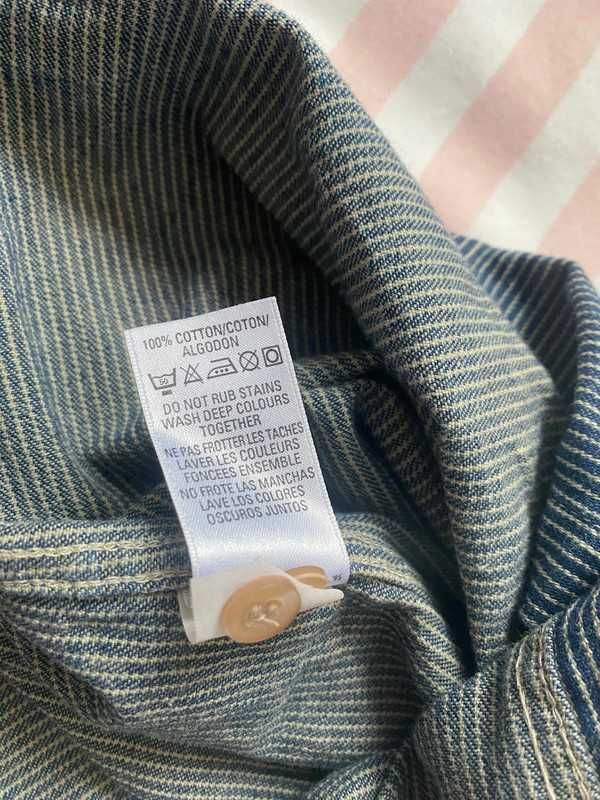 100% COTTON/COTON/
ALGODON
50
DO NOT RUB STAINS
WASH DEEP COLOURS
TOGETHER
NE PAS FROTTER LES TACHES
LAVER LES COULEURS
FONCEES ENSEMBLE
NO FROTE LAS MANCHAS
LAVE LOS COLORES
OSCUROS JUNTOS